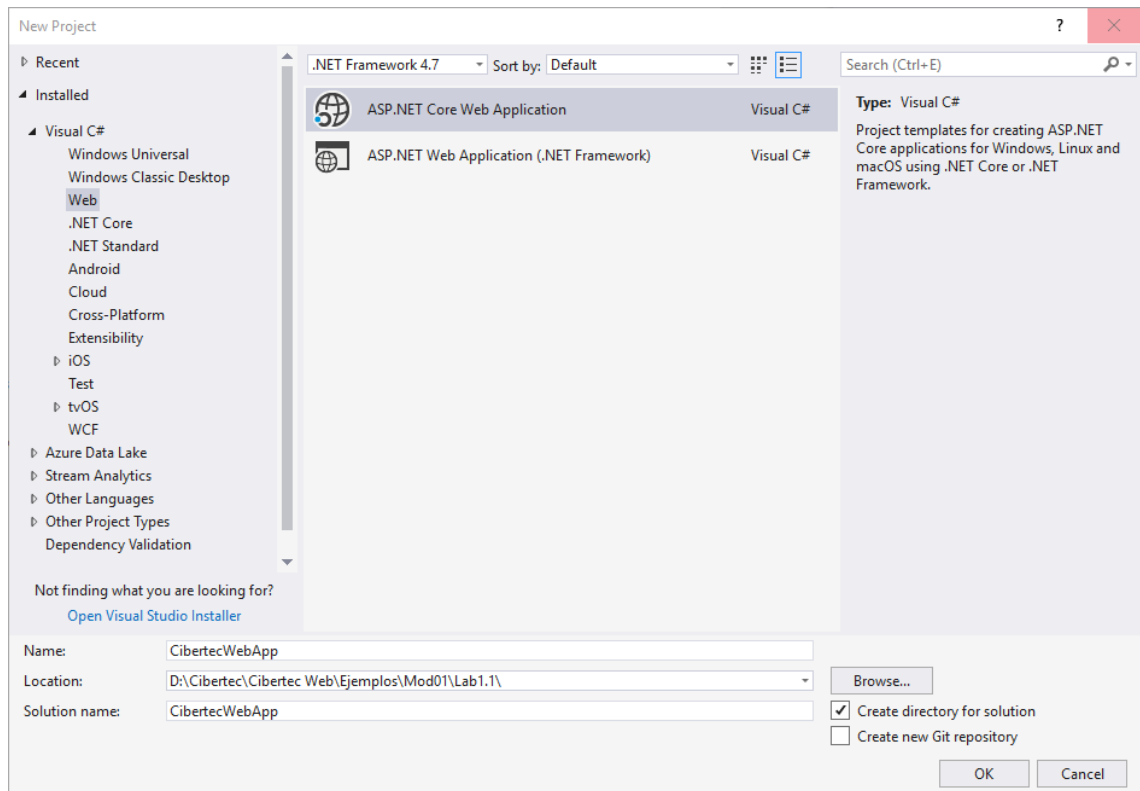 New Project
?
Recent
Installed
Visual C#
Windows Universal
Windows Classic Desktop
Web
.NET Core
.NET Standard
Android
Cloud
Cross-Platform
Extensibility
iOS
Test
tvOS
WCF
Azure Data Lake
Stream Analytics
Other Languages
Other Project Types
Dependency Validation
Not finding what you are looking for?
Open Visual Studio Installer
.NET Framework 4.7
Sort by: Default
ASP.NET Core Web Application Visual C#
ASP.NET Web Application (.NET Framework) Visual C#
Search (Ctrl+E)
Type: Visual C#
Project templates for creating ASP.NET
Core applications for Windows, Linux and
macOS using .NET Core or .NET
Framework.
Name: CibertecWebApp
Location: D:\Cibertec\Cibertec Web\Ejemplos\Mod01\Lab1.1\
Browse...
Solution name: CibertecWebApp
Create directory for solution
Create new Git repository
OK Cancel